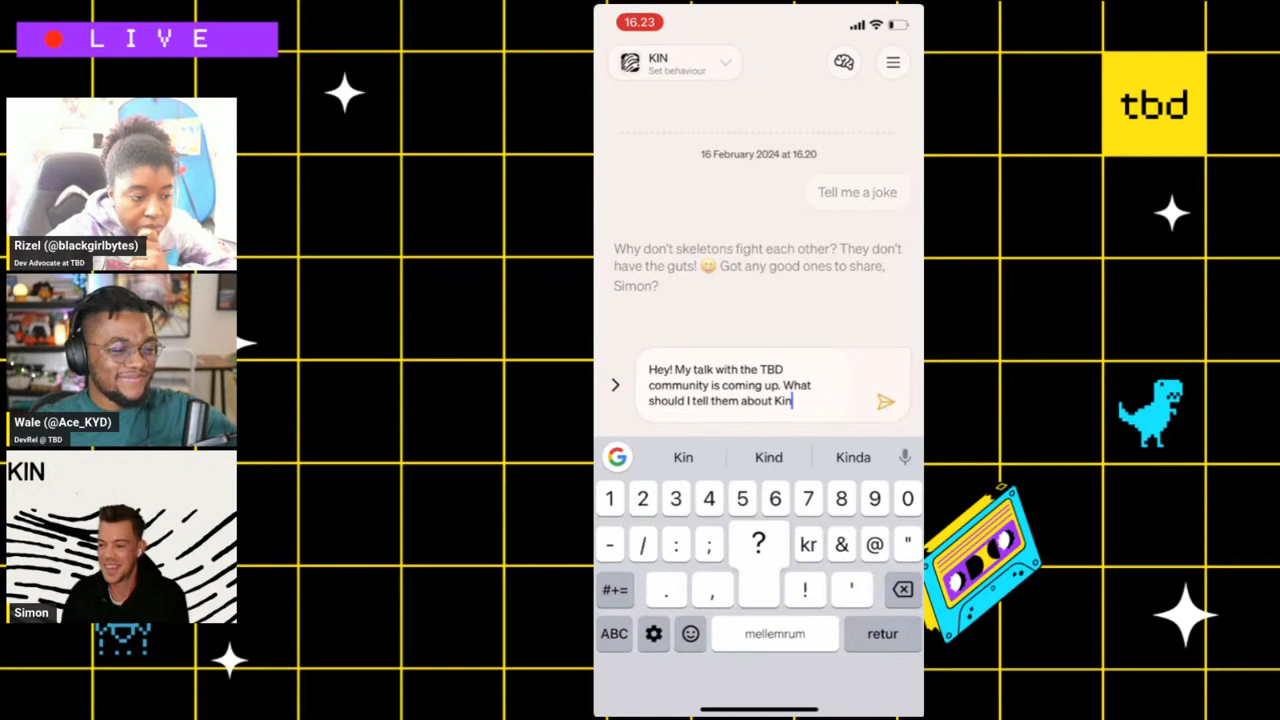 LIVE
Rizel (@blackgirlbytes)
Dev Advocate at TBD
Wale (@Ace_KYD)
DevRel @ TBD
KIN
Simon
16.23
KIN
Set behaviour
16 February 2024 at 16.20
Tell me a joke
Why don't skeletons fight each other? They don't
have the guts! 😄 Got any good ones to share,
Simon?
Hey! My talk with the TBD
community is coming up. What
should I tell them about Kin
G
Kin Kind Kinda
1 2 3 4 5 6 7 8 9 0
- / : ; ? kr & @ "
#+= . , ! '
ABC mellemrum retur
tbd